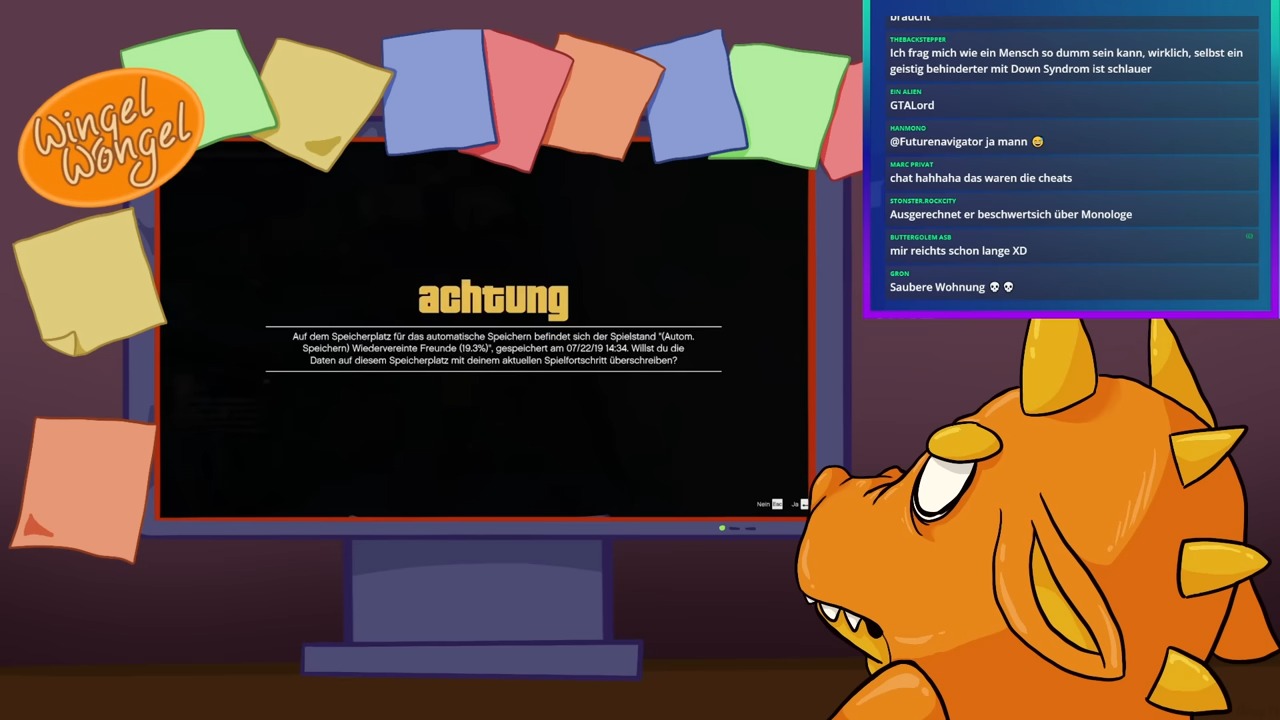 Wingel
Wongel
achtung
Auf dem Speicherplatz für das automatische Speichern befindet sich der Spielstand "(Autom.
Speichern) Wiedervereinte Freunde (19.3%)", gespeichert am 07/22/19 14:34. Willst du die
Daten auf diesem Speicherplatz mit deinem aktuellen Spielfortschritt überschreiben?
Nein Esc Ja
braucht
THEBACKSTEPPER
Ich frag mich wie ein Mensch so dumm sein kann, wirklich, selbst ein
geistig behinderter mit Down Syndrom ist schlauer
EIN ALIEN
GTALord
HANMONO
@Futurenavigator ja mann 😅
MARC PRIVAT
chat hahhaha das waren die cheats
STONSTER.ROCKCITY
Ausgerechnet er beschwertsich über Monologe
BUTTERGOLEM ASB
mir reichts schon lange XD
GRON
Saubere Wohnung 💀 💀